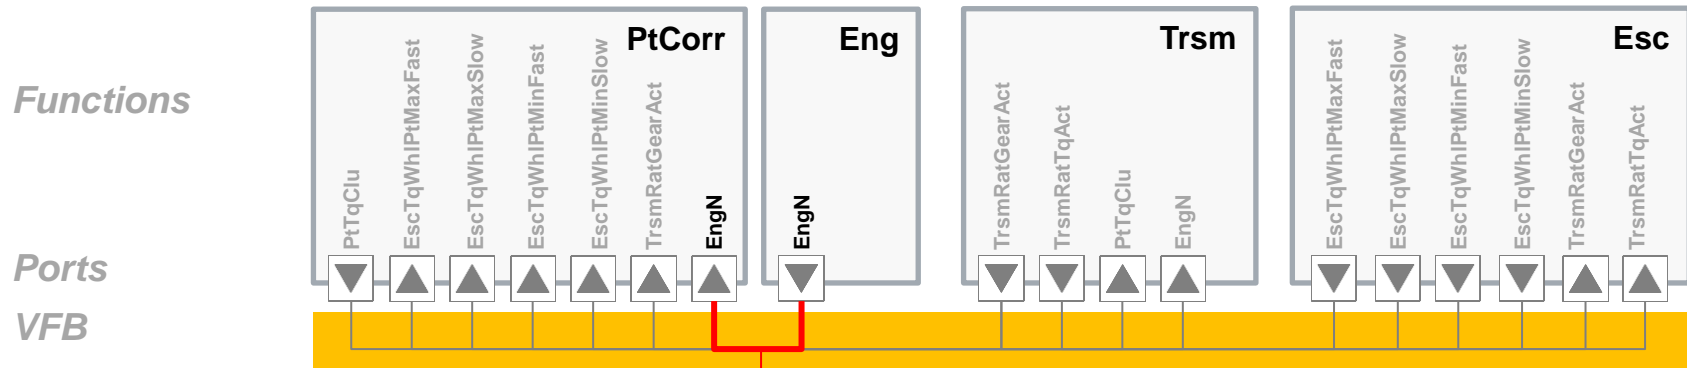 PtCorr
Eng
Trsm
Esc
Functions
PtTqClu
EscTqWhlPtMaxFast
EscTqWhlPtMaxSlow
EscTqWhlPtMinFast
EscTqWhlPtMinSlow
TrsmRatGearAct
EngN
EngN
TrsmRatGearAct
TrsmRatTqAct
PtTqClu
EngN
EscTqWhlPtMaxFast
EscTqWhlPtMaxSlow
EscTqWhlPtMinFast
EscTqWhlPtMinSlow
TrsmRatGearAct
TrsmRatTqAct
Ports
VFB